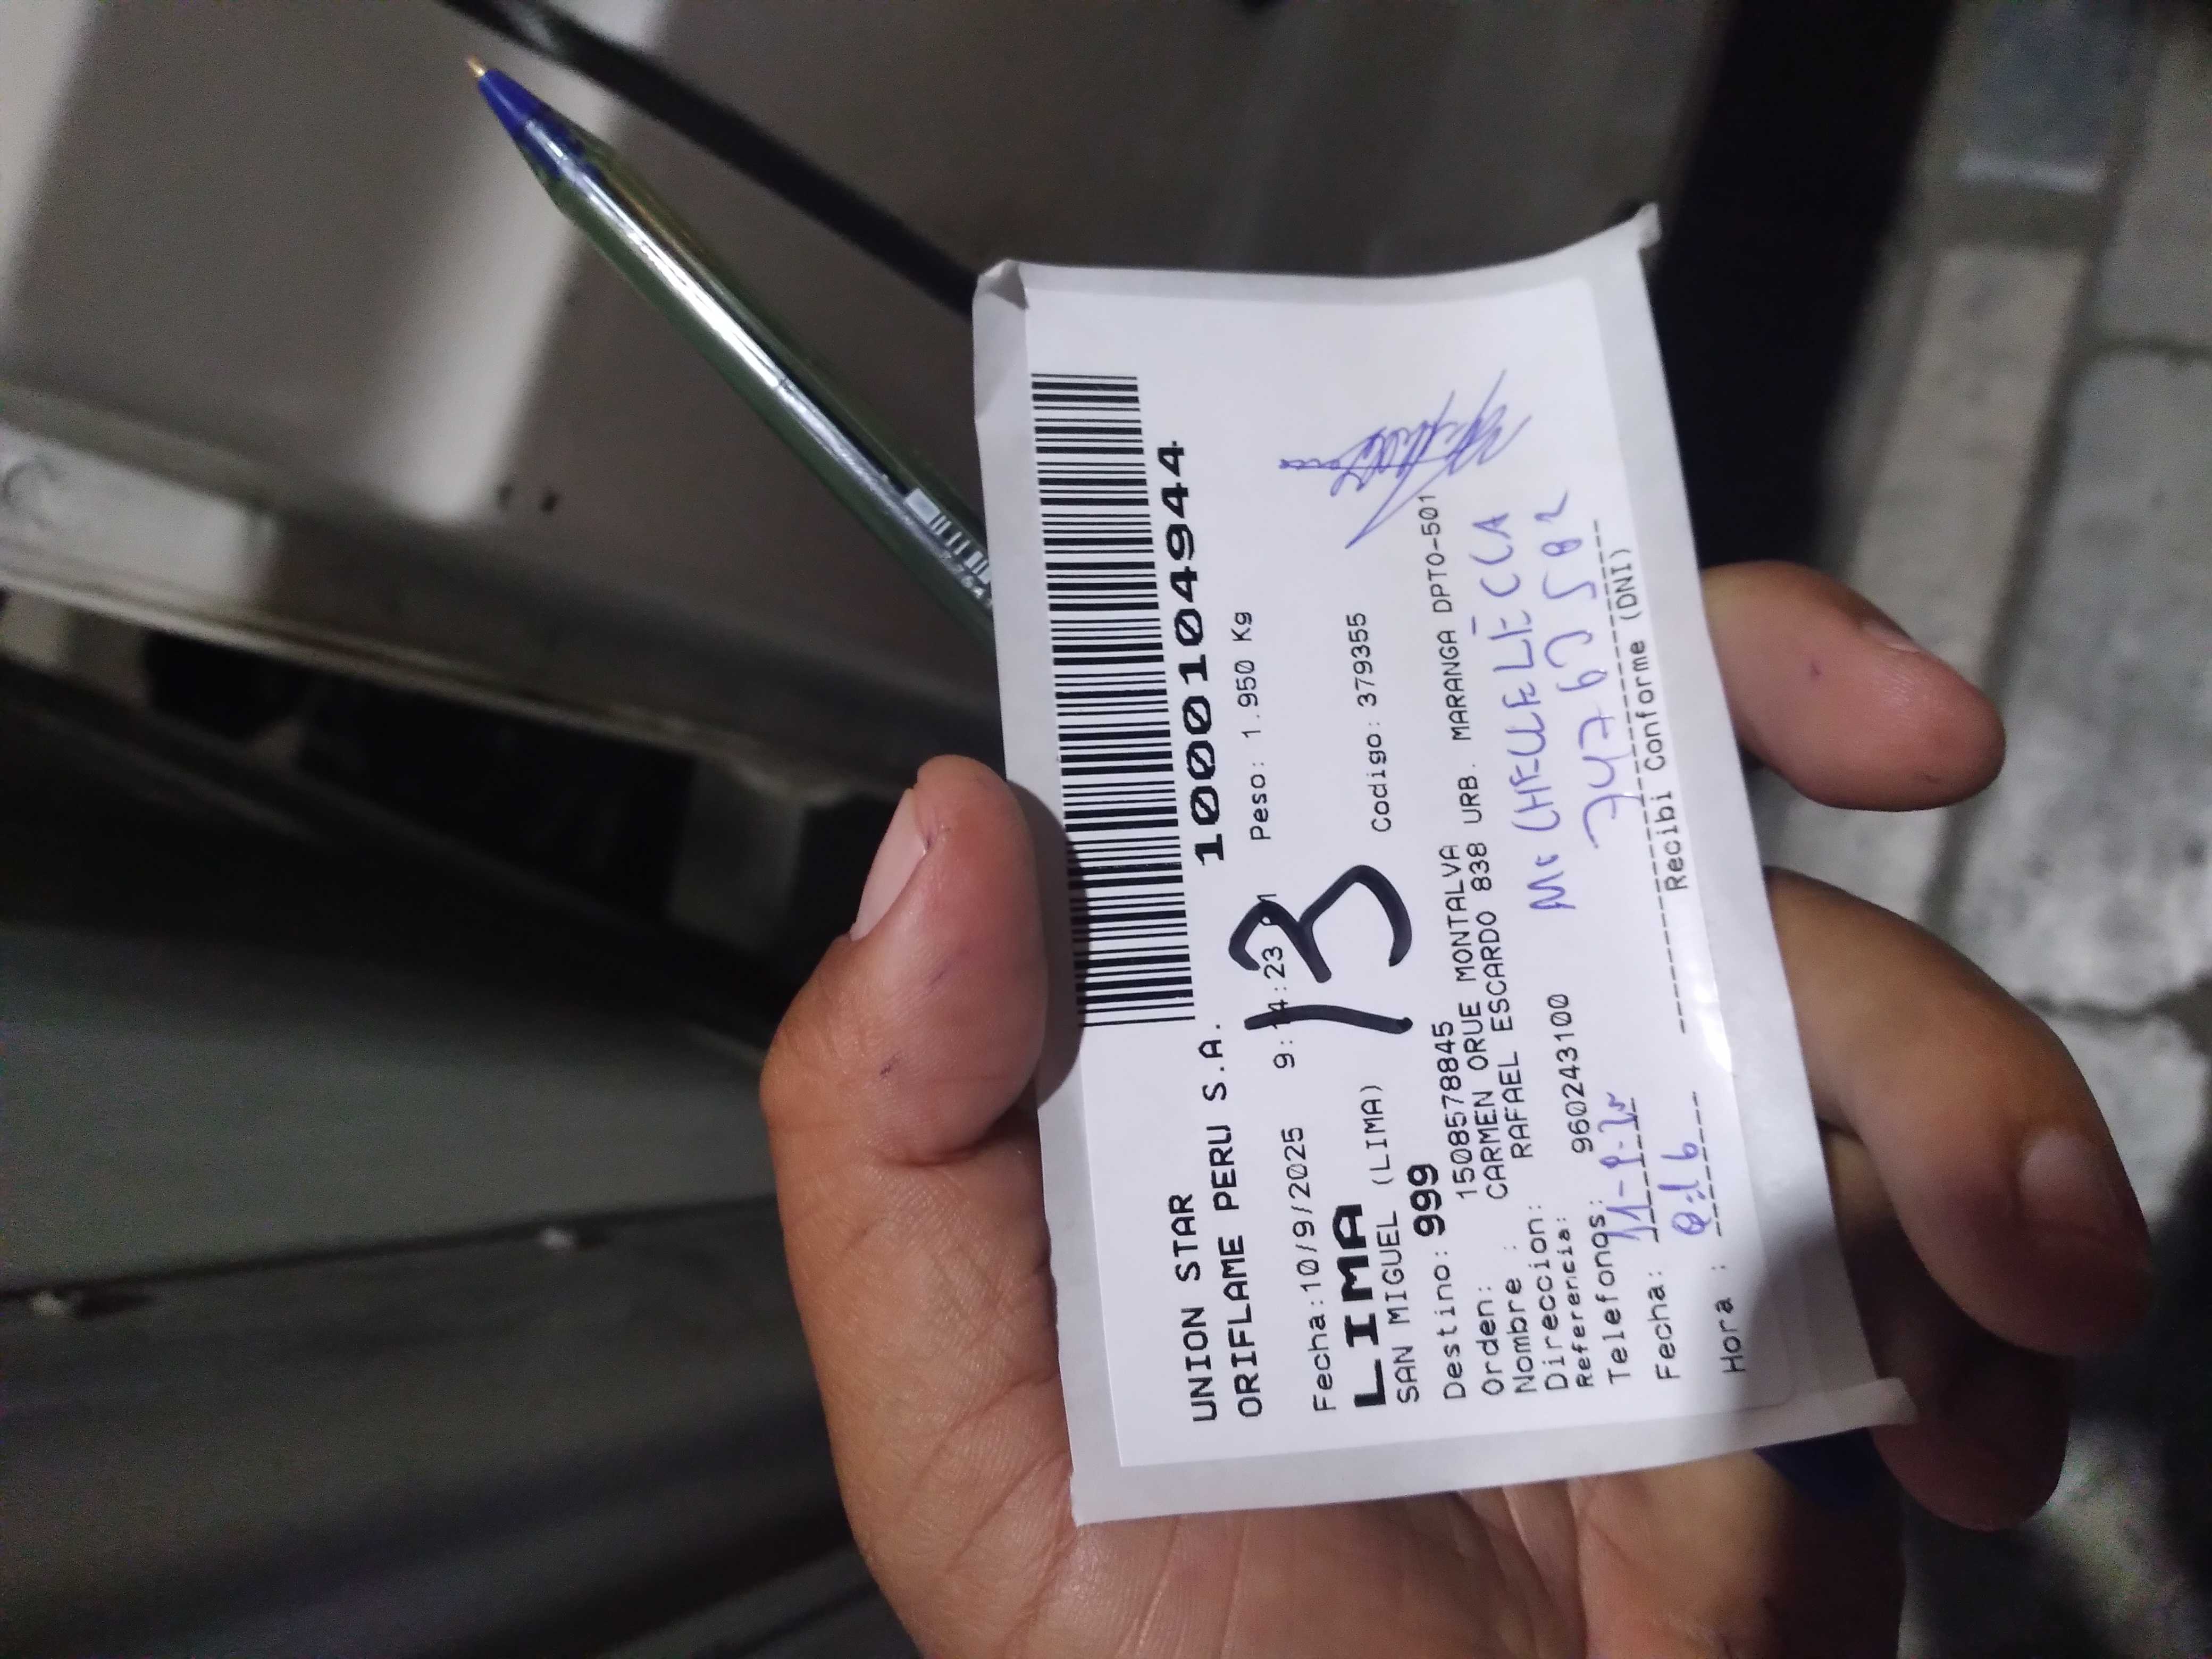 UNION STAR
ORIFLAME PERU S.A.
1000104944
Fecha:10/9/2025 9: Peso: 1.950 Kg
13
LIMA
SAN MIGUEL (LIMA) Codigo: 379355
Destino: 999
Orden: 1508578845
Nombre : CARMEN ORUE MONTALVA
Direccion: RAFAEL ESCARDO 838 URB. MARANGA DPTO-501
Referencia:
Telefonos: 960243100
Fecha:
Hora :
Recibi Conforme (DNI)